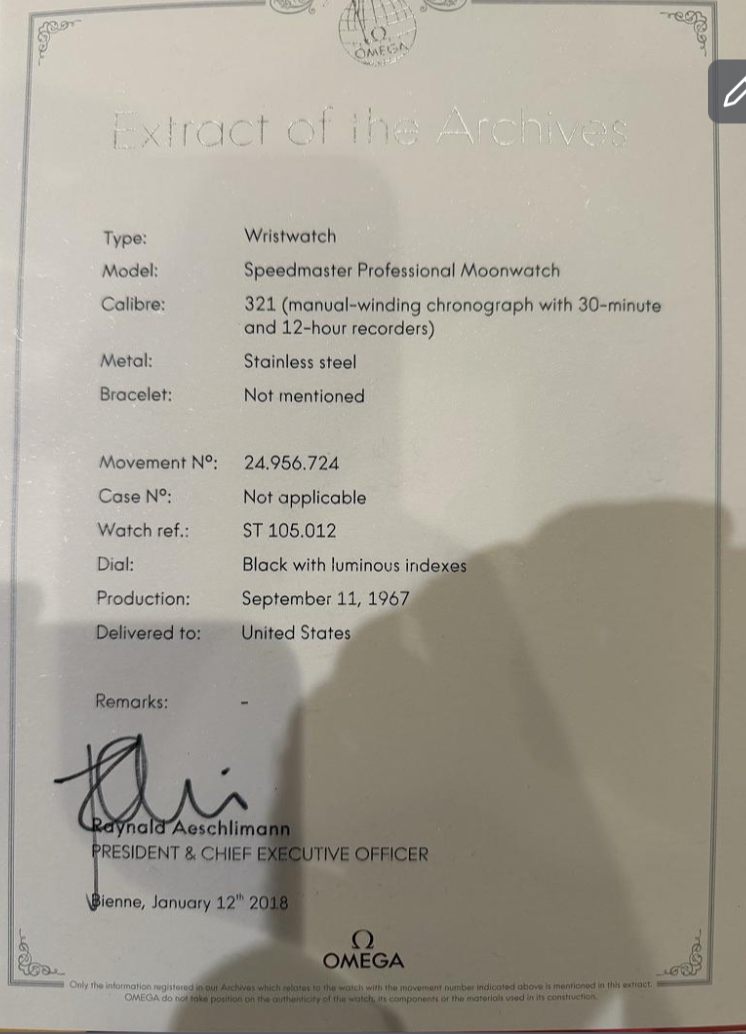 Ω
OMEGA
Extract of the Archives
Type: Wristwatch
Model: Speedmaster Professional Moonwatch
Calibre: 321 (manual-winding chronograph with 30-minute
and 12-hour recorders)
Metal: Stainless steel
Bracelet: Not mentioned
Movement Nº: 24.956.724
Case Nº: Not applicable
Watch ref.: ST 105.012
Dial: Black with luminous indexes
Production: September 11, 1967
Delivered to: United States
Remarks: -
Raynald Aeschlimann
PRESIDENT & CHIEF EXECUTIVE OFFICER
Bienne, January 12th 2018
Ω
OMEGA
Only the information registered in our Archives which relates to the watch with the movement number indicated above is mentioned in this extract.
OMEGA do not take position on the authenticity of the watch, its components or the materials used in its construction.